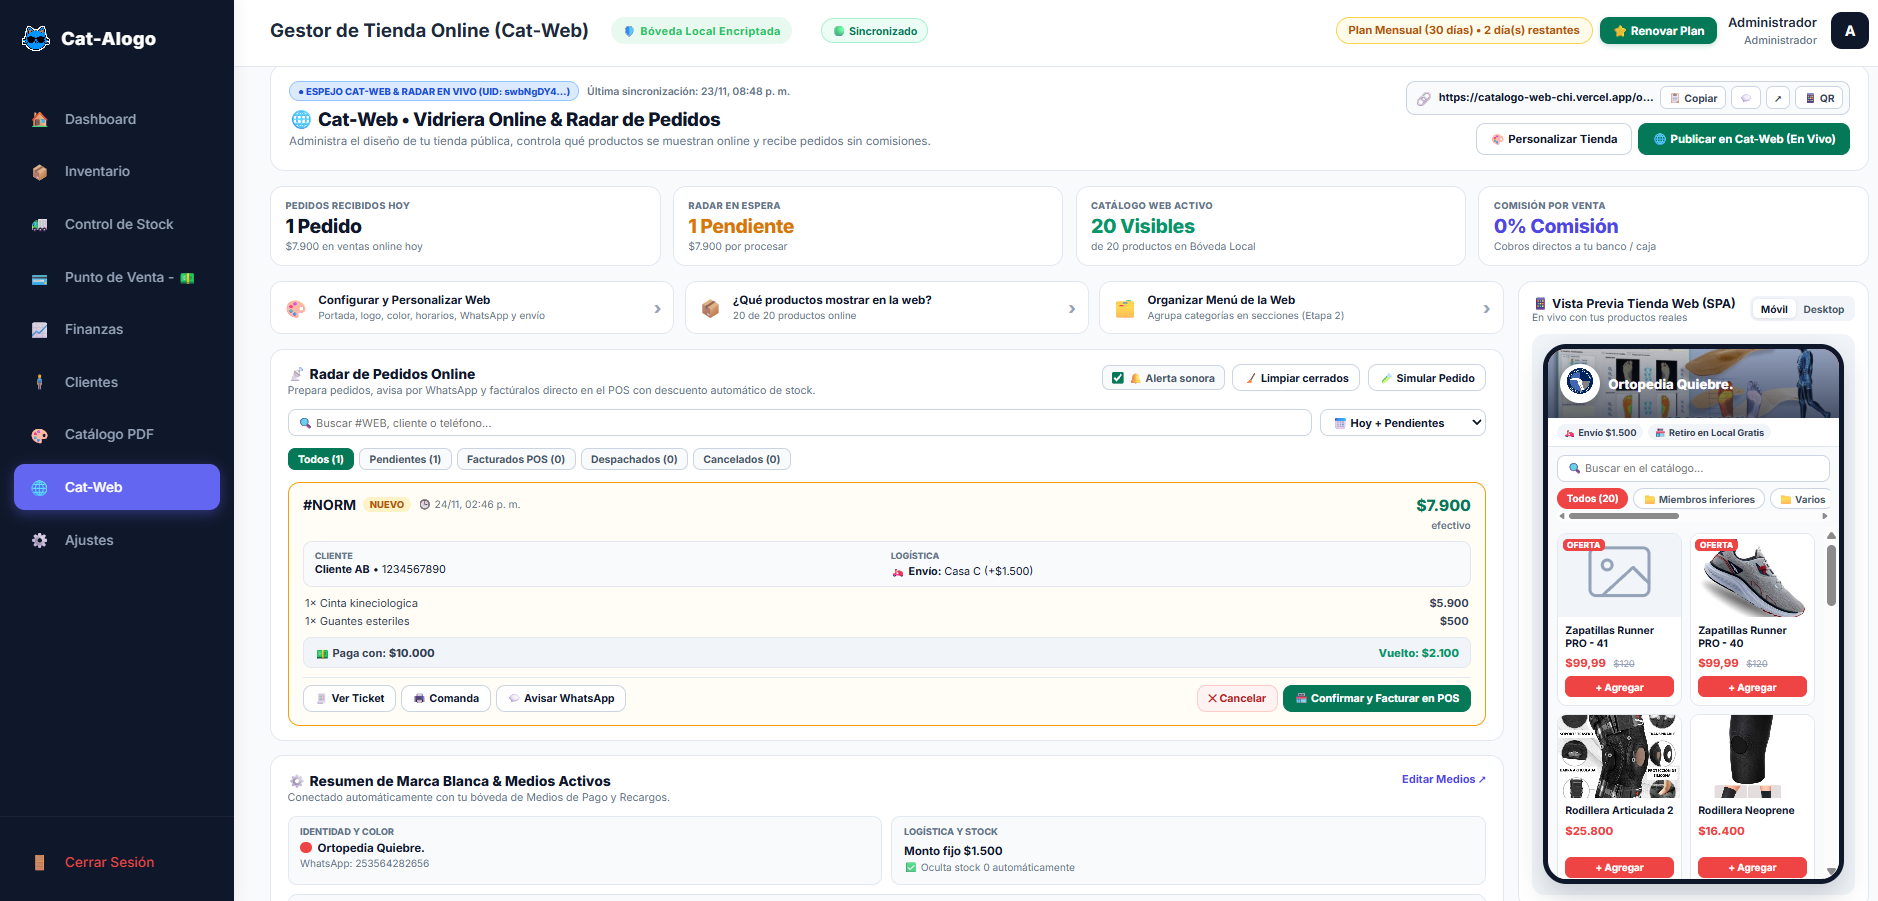 Cat-Alogo
Dashboard
Inventario
Control de Stock
Punto de Venta -
Finanzas
Clientes
Catálogo PDF
Cat-Web
Ajustes
Cerrar Sesión
Gestor de Tienda Online (Cat-Web)
Bóveda Local Encriptada
Sincronizado
Plan Mensual (30 días) • 2 día(s) restantes
Renovar Plan
Administrador
Administrador
A
● ESPEJO CAT-WEB & RADAR EN VIVO (UID: swbNgDY4...)
Última sincronización: 23/11, 08:48 p. m.
Cat-Web • Vidriera Online & Radar de Pedidos
Administra el diseño de tu tienda pública, controla qué productos se muestran online y recibe pedidos sin comisiones.
https://catalogo-web-chi.vercel.app/o...
Copiar
QR
Personalizar Tienda
Publicar en Cat-Web (En Vivo)
PEDIDOS RECIBIDOS HOY
1 Pedido
$7.900 en ventas online hoy
RADAR EN ESPERA
1 Pendiente
$7.900 por procesar
CATÁLOGO WEB ACTIVO
20 Visibles
de 20 productos en Bóveda Local
COMISIÓN POR VENTA
0% Comisión
Cobros directos a tu banco / caja
Configurar y Personalizar Web
Portada, logo, color, horarios, WhatsApp y envío
¿Qué productos mostrar en la web?
20 de 20 productos online
Organizar Menú de la Web
Agrupa categorías en secciones (Etapa 2)
Radar de Pedidos Online
Prepara pedidos, avisa por WhatsApp y factúralos directo en el POS con descuento automático de stock.
Alerta sonora
Limpiar cerrados
Simular Pedido
Buscar #WEB, cliente o teléfono...
Hoy + Pendientes
Todos (1)
Pendientes (1)
Facturados POS (0)
Despachados (0)
Cancelados (0)
#NORM
NUEVO
24/11, 02:46 p. m.
$7.900
efectivo
CLIENTE
Cliente AB • 1234567890
LOGÍSTICA
Envío: Casa C (+$1.500)
1× Cinta kineciologica
$5.900
1× Guantes esteriles
$500
Paga con: $10.000
Vuelto: $2.100
Ver Ticket
Comanda
Avisar WhatsApp
Cancelar
Confirmar y Facturar en POS
Resumen de Marca Blanca & Medios Activos
Conectado automáticamente con tu bóveda de Medios de Pago y Recargos.
Editar Medios ↗
IDENTIDAD Y COLOR
Ortopedia Quiebre.
WhatsApp: 253564282656
LOGÍSTICA Y STOCK
Monto fijo $1.500
Oculta stock 0 automáticamente
Vista Previa Tienda Web (SPA)
En vivo con tus productos reales
Móvil
Desktop
Ortopedia Quiebre.
Envío $1.500
Retiro en Local Gratis
Buscar en el catálogo...
Todos (20)
Miembros inferiores
Varios
OFERTA
Zapatillas Runner
PRO - 41
$99,99 $120
+ Agregar
OFERTA
Zapatillas Runner
PRO - 40
$99,99 $120
+ Agregar
Rodillera Articulada 2
$25.800
+ Agregar
Rodillera Neoprene
$16.400
+ Agregar